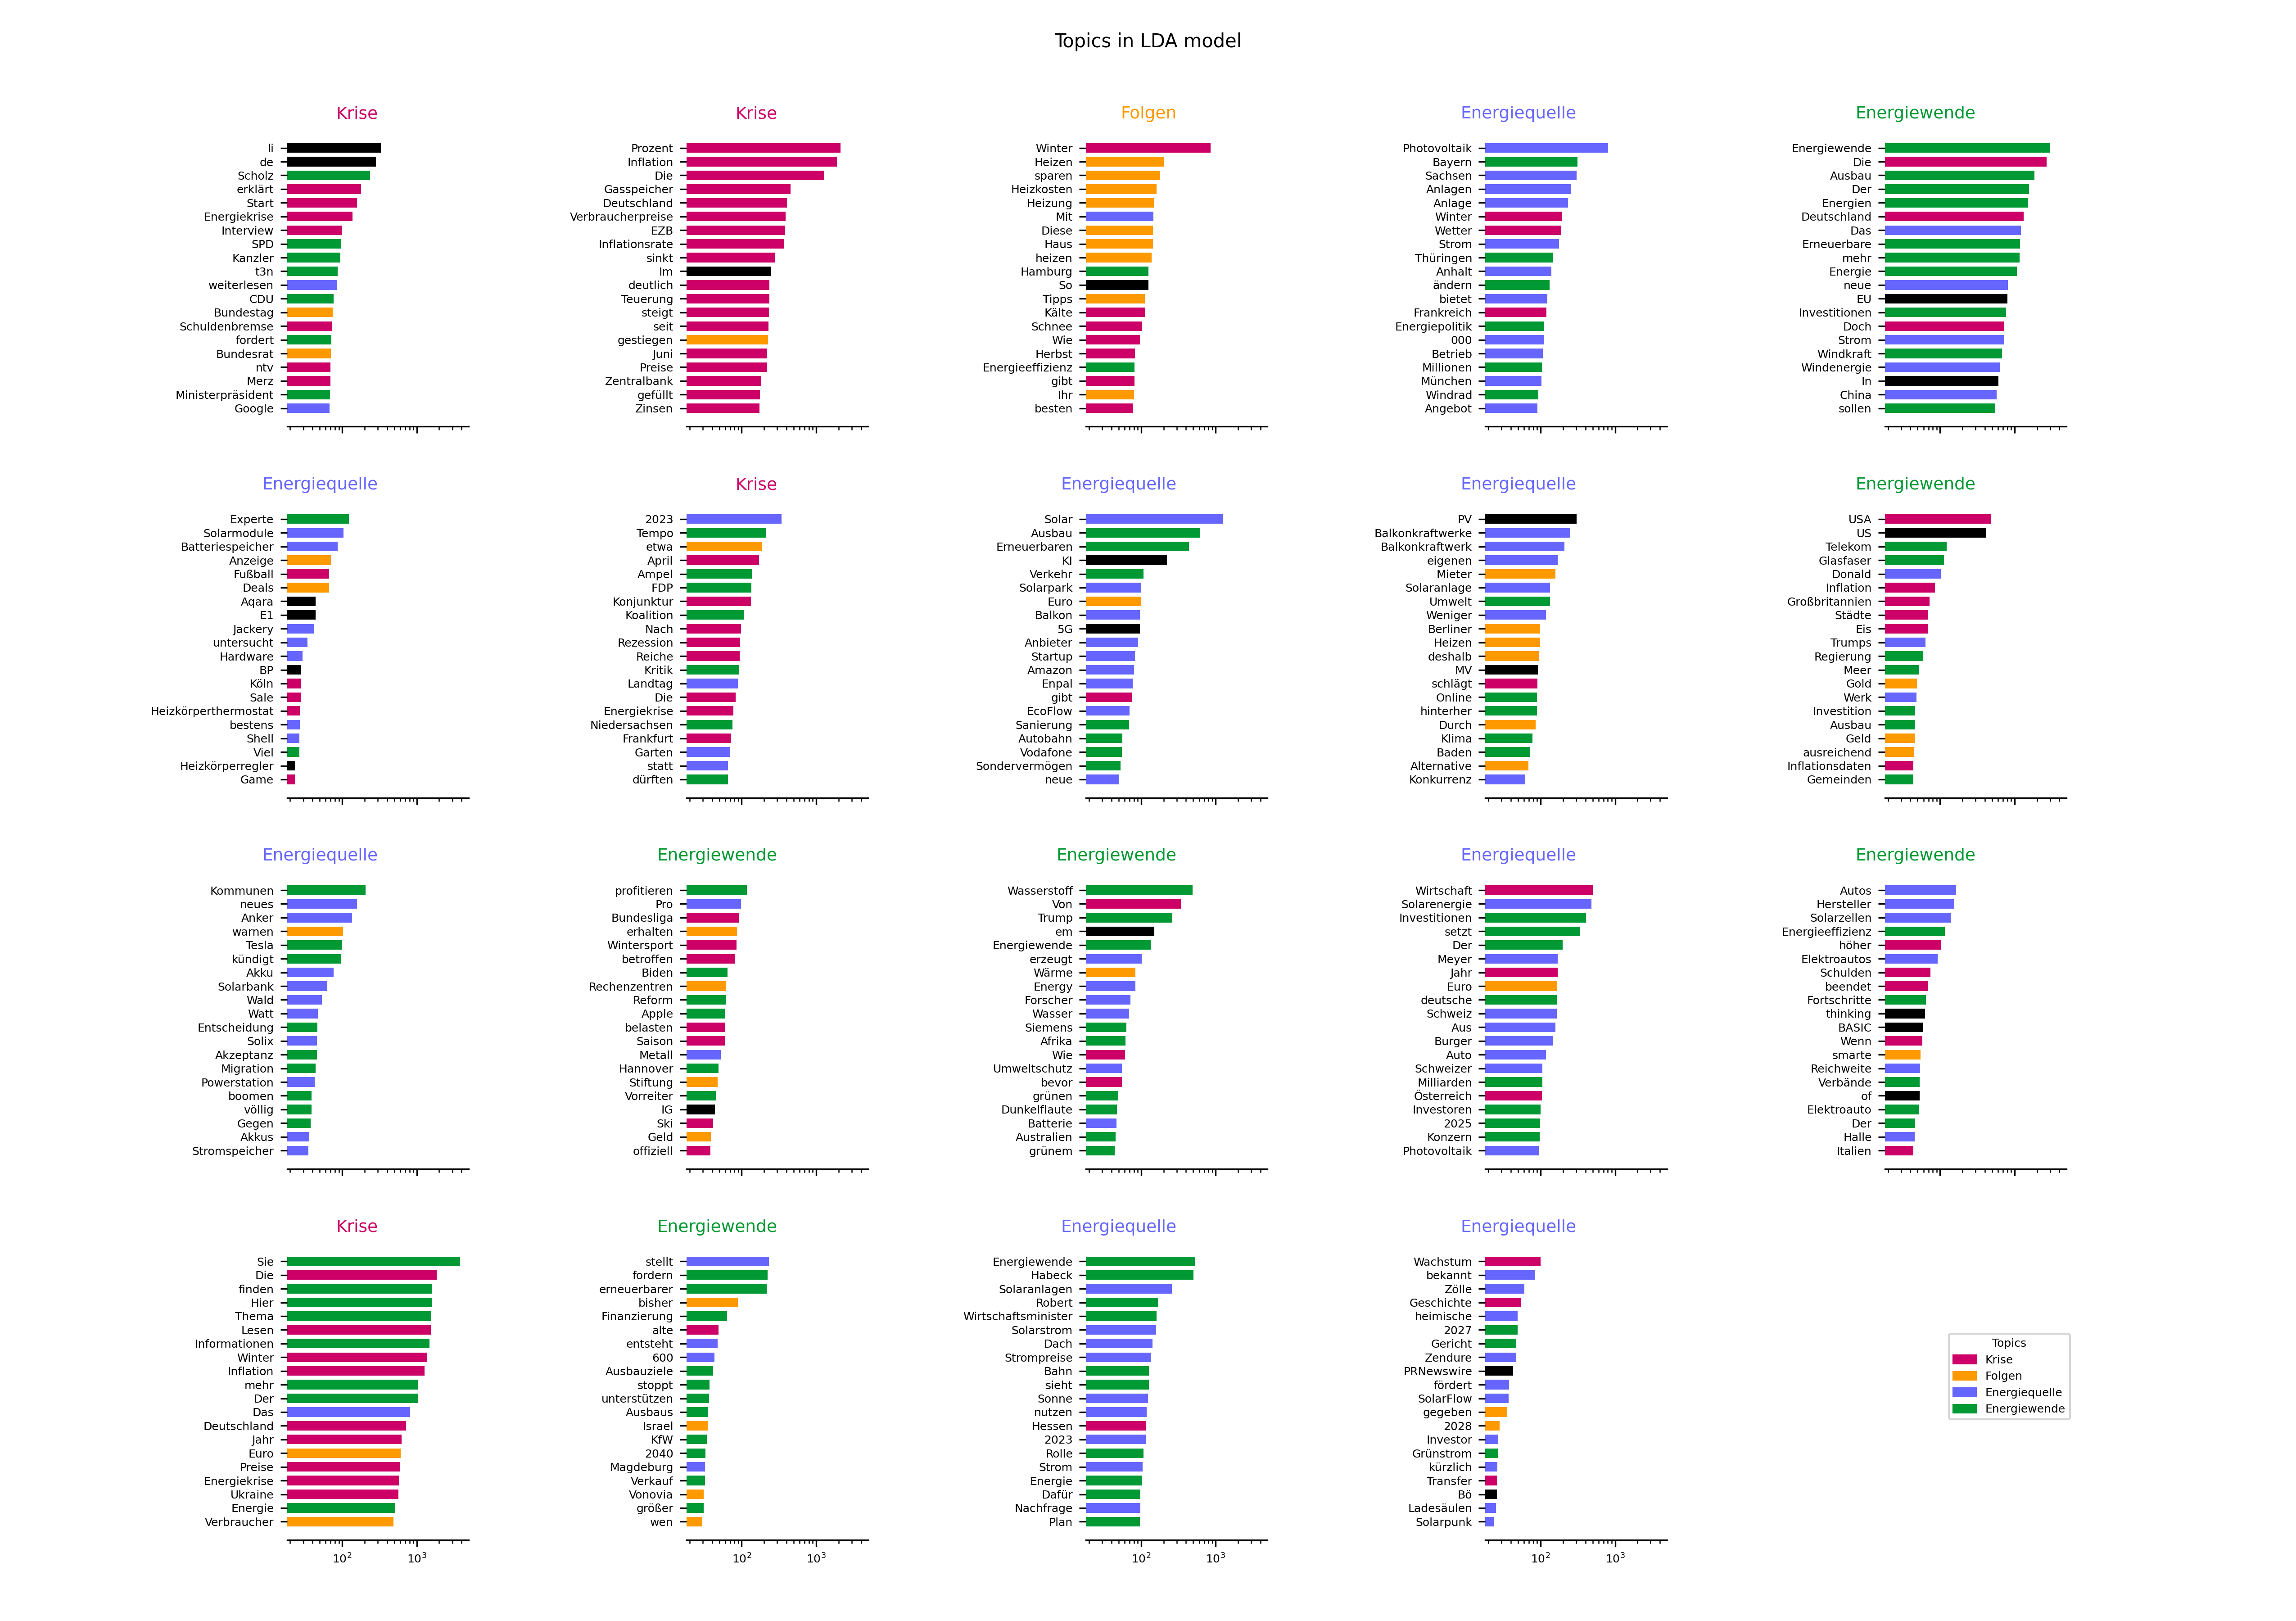 Topics in LDA model
Krise
li
de
Scholz
erklärt
Start
Energiekrise
Interview
SPD
Kanzler
t3n
weiterlesen
CDU
Bundestag
Schuldenbremse
fordert
Bundesrat
ntv
Merz
Ministerpräsident
Google
Krise
Prozent
Inflation
Die
Gasspeicher
Deutschland
Verbraucherpreise
EZB
Inflationsrate
sinkt
Im
deutlich
Teuerung
steigt
seit
gestiegen
Juni
Preise
Zentralbank
gefüllt
Zinsen
Folgen
Winter
Heizen
sparen
Heizkosten
Heizung
Mit
Diese
Haus
heizen
Hamburg
So
Tipps
Kälte
Schnee
Wie
Herbst
Energieeffizienz
gibt
Ihr
besten
Energiequelle
Photovoltaik
Bayern
Sachsen
Anlagen
Anlage
Winter
Wetter
Strom
Thüringen
Anhalt
ändern
bietet
Frankreich
Energiepolitik
000
Betrieb
Millionen
München
Windrad
Angebot
Energiewende
Energiewende
Die
Ausbau
Der
Energien
Deutschland
Das
Erneuerbare
mehr
Energie
neue
EU
Investitionen
Doch
Strom
Windkraft
Windenergie
In
China
sollen
Energiequelle
Experte
Solarmodule
Batteriespeicher
Anzeige
Fußball
Deals
Aqara
E1
Jackery
untersucht
Hardware
BP
Köln
Sale
Heizkörperthermostat
bestens
Shell
Viel
Heizkörperregler
Game
Krise
2023
Tempo
etwa
April
Ampel
FDP
Konjunktur
Koalition
Nach
Rezession
Reiche
Kritik
Landtag
Die
Energiekrise
Niedersachsen
Frankfurt
Garten
statt
dürften
Energiequelle
Solar
Ausbau
Erneuerbaren
KI
Verkehr
Solarpark
Euro
Balkon
5G
Anbieter
Startup
Amazon
Enpal
gibt
EcoFlow
Sanierung
Autobahn
Vodafone
Sondervermögen
neue
Energiequelle
PV
Balkonkraftwerke
Balkonkraftwerk
eigenen
Mieter
Solaranlage
Umwelt
Weniger
Berliner
Heizen
deshalb
MV
schlägt
Online
hinterher
Durch
Klima
Baden
Alternative
Konkurrenz
Energiewende
USA
US
Telekom
Glasfaser
Donald
Inflation
Großbritannien
Städte
Eis
Trumps
Regierung
Meer
Gold
Werk
Investition
Ausbau
Geld
ausreichend
Inflationsdaten
Gemeinden
Energiequelle
Kommunen
neues
Anker
warnen
Tesla
kündigt
Akku
Solarbank
Wald
Watt
Entscheidung
Solix
Akzeptanz
Migration
Powerstation
boomen
völlig
Gegen
Akkus
Stromspeicher
Energiewende
profitieren
Pro
Bundesliga
erhalten
Wintersport
betroffen
Biden
Rechenzentren
Reform
Apple
belasten
Saison
Metall
Hannover
Stiftung
Vorreiter
IG
Ski
Geld
offiziell
Energiewende
Wasserstoff
Von
Trump
em
Energiewende
erzeugt
Wärme
Energy
Forscher
Wasser
Siemens
Afrika
Wie
Umweltschutz
bevor
grünen
Dunkelflaute
Batterie
Australien
grünem
Energiequelle
Wirtschaft
Solarenergie
Investitionen
setzt
Der
Meyer
Jahr
Euro
deutsche
Schweiz
Aus
Burger
Auto
Schweizer
Milliarden
Österreich
Investoren
2025
Konzern
Photovoltaik
Energiewende
Autos
Hersteller
Solarzellen
Energieeffizienz
höher
Elektroautos
Schulden
beendet
Fortschritte
thinking
BASIC
Wenn
smarte
Reichweite
Verbände
of
Elektroauto
Der
Halle
Italien
Krise
Sie
Die
finden
Hier
Thema
Lesen
Informationen
Winter
Inflation
mehr
Der
Das
Deutschland
Jahr
Euro
Preise
Energiekrise
Ukraine
Energie
Verbraucher
10² 10³
Energiewende
stellt
fordern
erneuerbarer
bisher
Finanzierung
alte
entsteht
600
Ausbauziele
stoppt
unterstützen
Ausbaus
Israel
KfW
2040
Magdeburg
Verkauf
Vonovia
größer
wen
10² 10³
Energiequelle
Energiewende
Habeck
Solaranlagen
Robert
Wirtschaftsminister
Solarstrom
Dach
Strompreise
Bahn
sieht
Sonne
nutzen
Hessen
2023
Rolle
Strom
Energie
Dafür
Nachfrage
Plan
10² 10³
Energiequelle
Wachstum
bekannt
Zölle
Geschichte
heimische
2027
Gericht
Zendure
PRNewswire
fördert
SolarFlow
gegeben
2028
Investor
Grünstrom
kürzlich
Transfer
Bö
Ladesäulen
Solarpunk
10² 10³
Topics
Krise
Folgen
Energiequelle
Energiewende